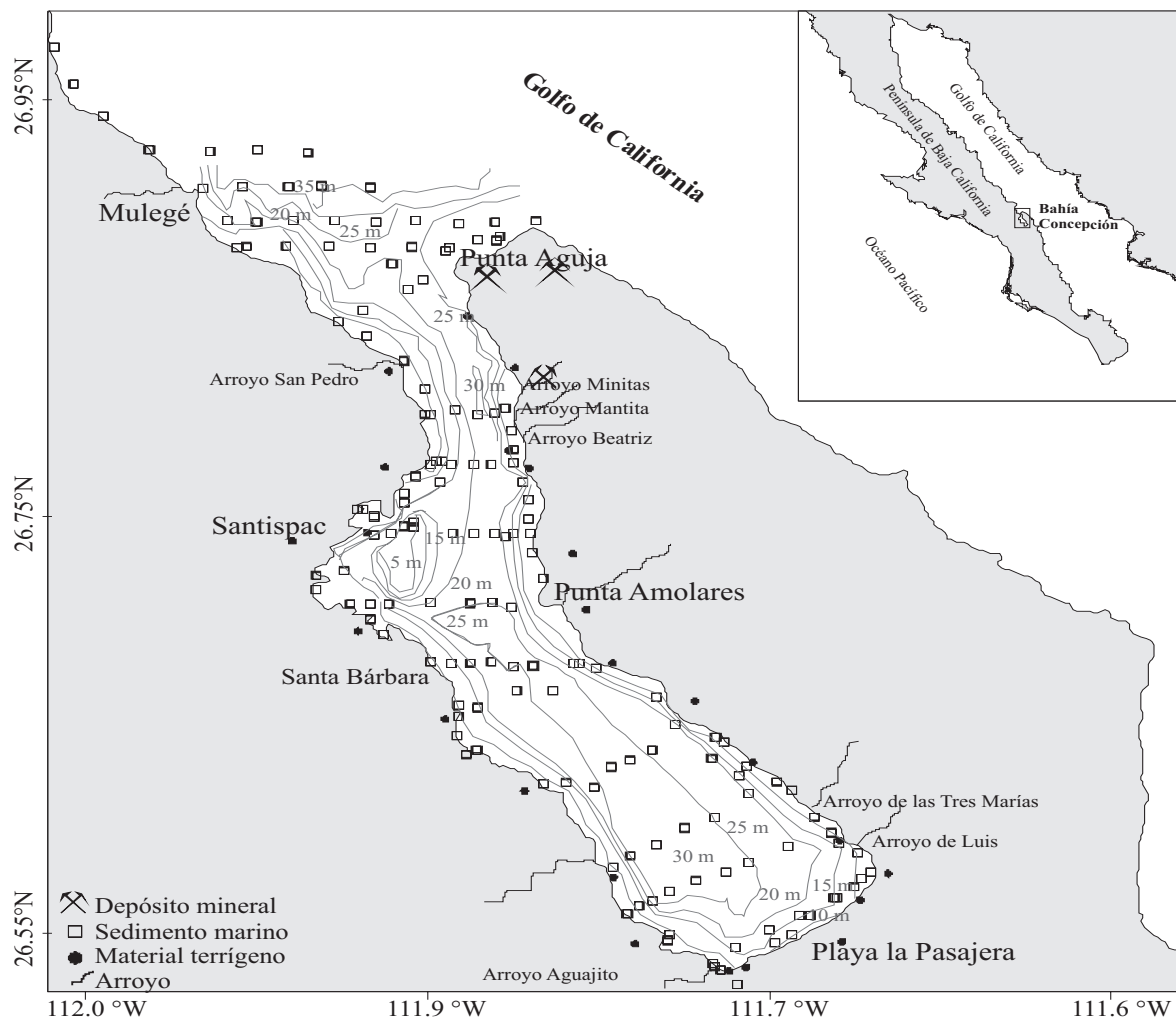 26.95°N
26.75°N
26.55°N
112.0 °W
111.9 °W
111.7 °W
111.6 °W
Golfo de California
Península de Baja California
Golfo de California
Bahía
Concepción
Océano Pacífico
Mulegé
35 m
20 m
25 m
Punta Aguja
25 m
Arroyo San Pedro
30 m
Arroyo Minitas
Arroyo Mantita
Arroyo Beatriz
Santispac
15 m
5 m
20 m
Punta Amolares
25 m
Santa Bárbara
Arroyo de las Tres Marías
25 m
Arroyo de Luis
30 m
15 m
20 m
10 m
Playa la Pasajera
Arroyo Aguajito
Depósito mineral
Sedimento marino
Material terrígeno
Arroyo